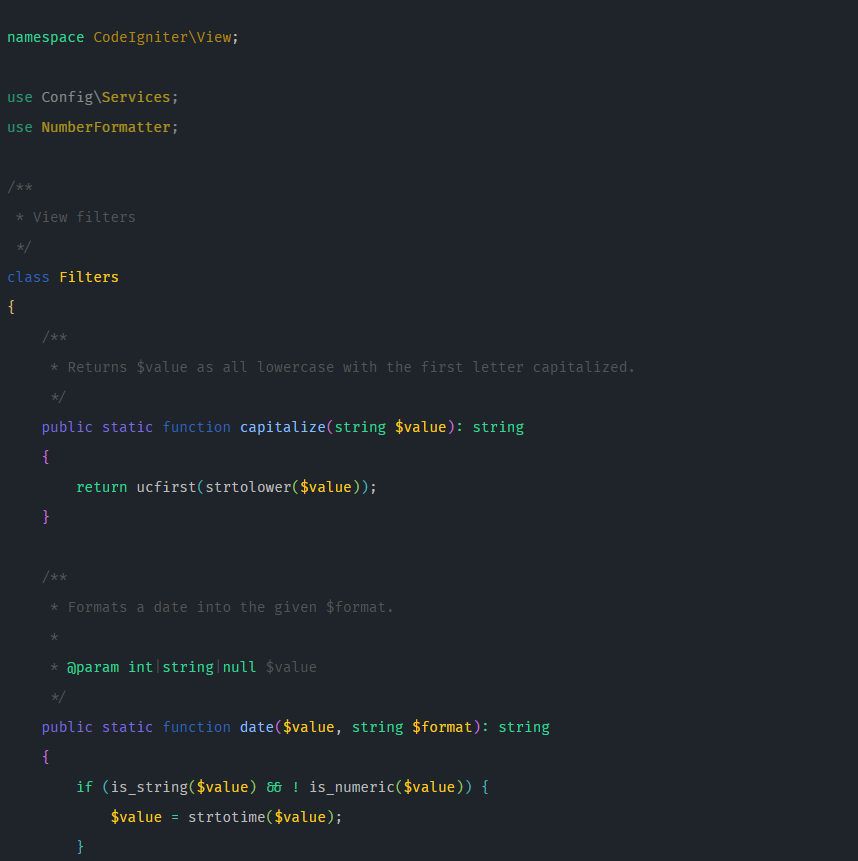 namespace CodeIgniter\View;
use Config\Services;
use NumberFormatter;
/**
 * View filters
 */
class Filters
{
    /**
     * Returns $value as all lowercase with the first letter capitalized.
     */
    public static function capitalize(string $value): string
    {
        return ucfirst(strtolower($value));
    }
    /**
     * Formats a date into the given $format.
     *
     * @param int|string|null $value
     */
    public static function date($value, string $format): string
    {
        if (is_string($value) && ! is_numeric($value)) {
            $value = strtotime($value);
        }